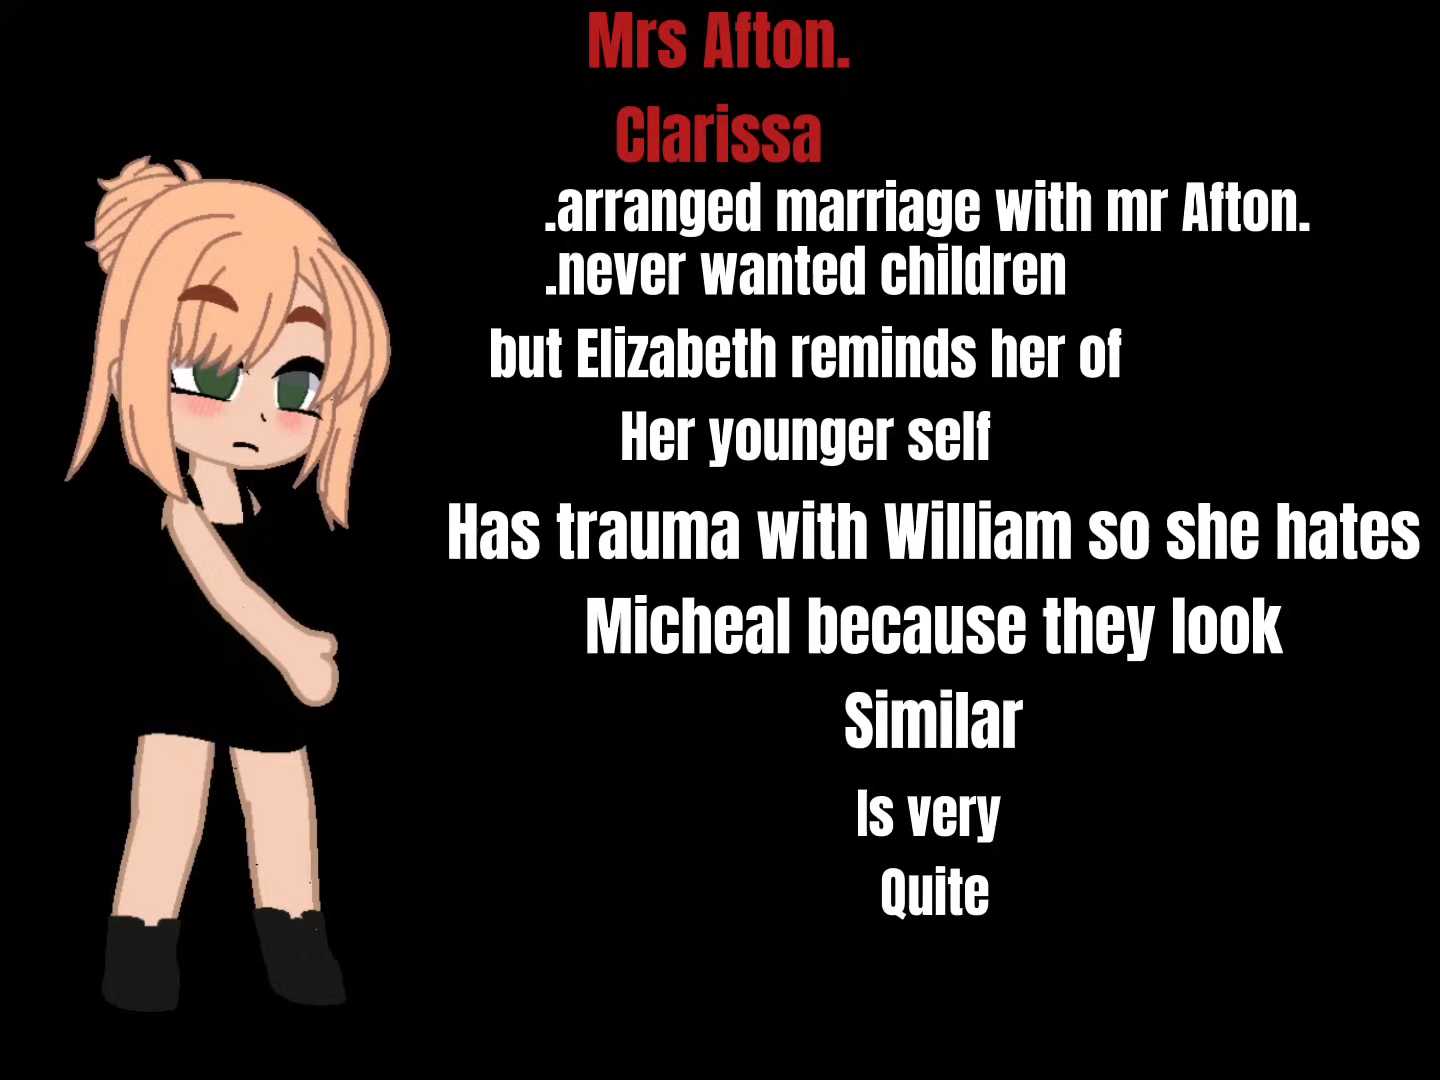 Mrs Afton.
Clarissa
.arranged marriage with mr Afton.
.never wanted children
but Elizabeth reminds her of
Her younger self
Has trauma with William so she hates
Micheal because they look
Similar
Is very
Quite